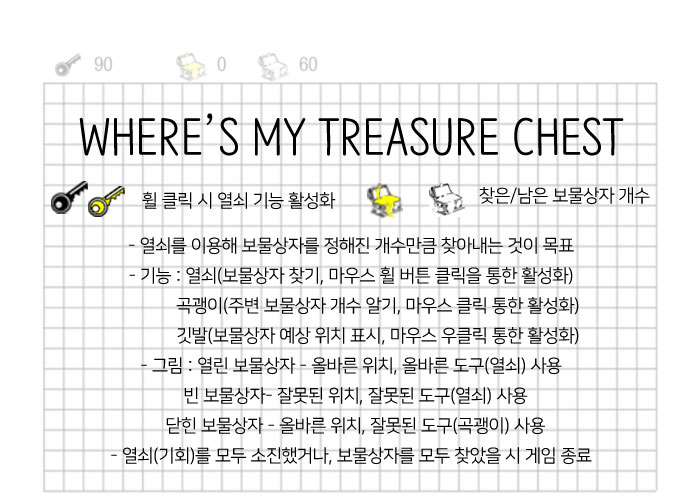 90 0 60
WHERE'S MY TREASURE CHEST
휠 클릭 시 열쇠 기능 활성화 찾은/남은 보물상자 개수
- 열쇠를 이용해 보물상자를 정해진 개수만큼 찾아내는 것이 목표
- 기능 : 열쇠(보물상자 찾기, 마우스 휠 버튼 클릭을 통한 활성화)
곡괭이(주변 보물상자 개수 알기, 마우스 클릭 통한 활성화)
깃발(보물상자 예상 위치 표시, 마우스 우클릭 통한 활성화)
- 그림 : 열린 보물상자 - 올바른 위치, 올바른 도구(열쇠) 사용
빈 보물상자- 잘못된 위치, 잘못된 도구(열쇠) 사용
닫힌 보물상자 - 올바른 위치, 잘못된 도구(곡괭이) 사용
- 열쇠(기회)를 모두 소진했거나, 보물상자를 모두 찾았을 시 게임 종료